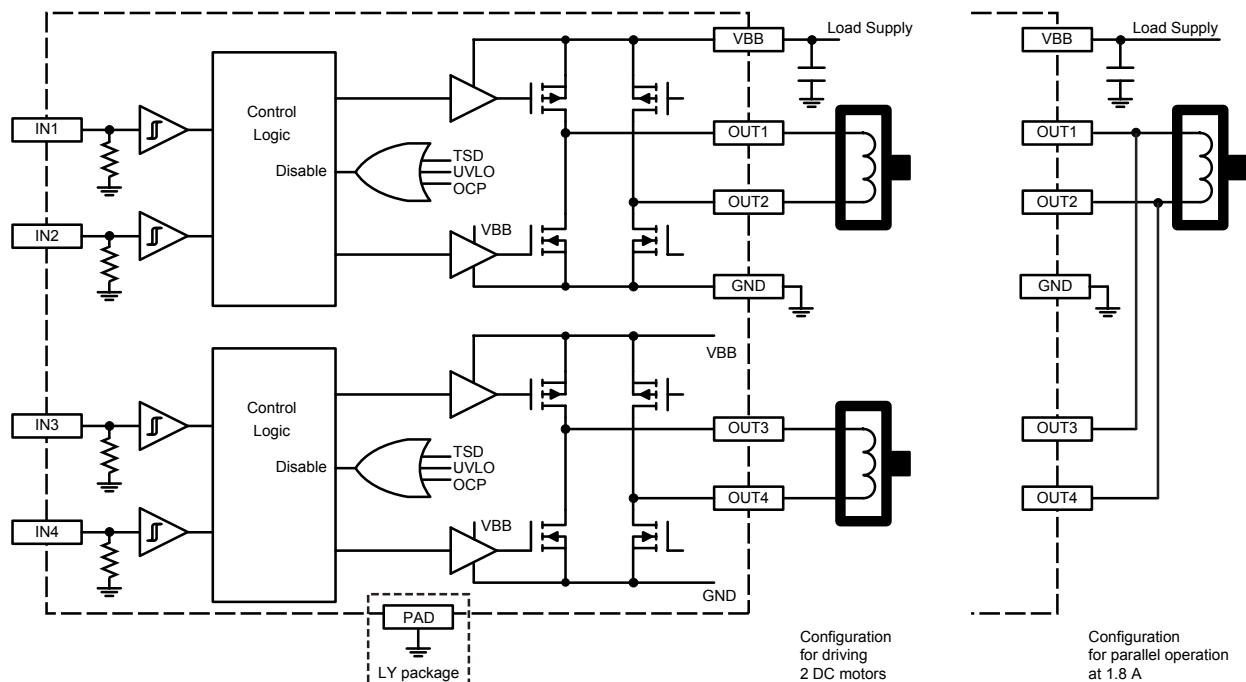 VBB
Load Supply
IN1
Control
Logic
Disable
TSD
UVLO
OCP
OUT1
IN2
VBB
OUT2
GND
VBB
IN3
Control
Logic
Disable
TSD
UVLO
OCP
OUT3
IN4
VBB
OUT4
GND
PAD
LY package
Configuration
for driving
2 DC motors
VBB
Load Supply
OUT1
OUT2
GND
OUT3
OUT4
Configuration
for parallel operation
at 1.8 A